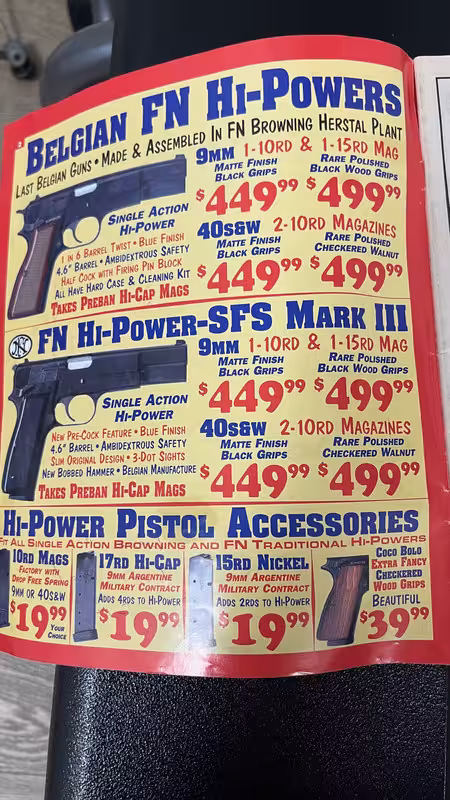 BELGIAN FN HI-POWERS
LAST BELGIAN GUNS • MADE & ASSEMBLED IN FN BROWNING HERSTAL PLANT
SINGLE ACTION
HI-POWER
1 IN 6 BARREL TWIST • BLUE FINISH
4.6" BARREL • AMBIDEXTROUS SAFETY
HALF COCK WITH FIRING PIN BLOCK
ALL HAVE HARD CASE & CLEANING KIT
TAKES PREBAN HI-CAP MAGS
9MM 1-10RD & 1-15RD MAG
MATTE FINISH
BLACK GRIPS
$449.99
RARE POLISHED
BLACK WOOD GRIPS
$499.99
40S&W 2-10RD MAGAZINES
MATTE FINISH
BLACK GRIPS
$449.99
RARE POLISHED
CHECKERED WALNUT
$499.99
FN HI-POWER-SFS MARK III
SINGLE ACTION
HI-POWER
NEW PRE-COCK FEATURE • BLUE FINISH
4.6" BARREL • AMBIDEXTROUS SAFETY
SLIM ORIGINAL DESIGN • 3-DOT SIGHTS
NEW BOBBED HAMMER • BELGIAN MANUFACTURE
TAKES PREBAN HI-CAP MAGS
9MM 1-10RD & 1-15RD MAG
MATTE FINISH
BLACK GRIPS
$449.99
RARE POLISHED
BLACK WOOD GRIPS
$499.99
40S&W 2-10RD MAGAZINES
MATTE FINISH
BLACK GRIPS
$449.99
RARE POLISHED
CHECKERED WALNUT
$499.99
HI-POWER PISTOL ACCESSORIES
FIT ALL SINGLE ACTION BROWNING AND FN TRADITIONAL HI-POWERS
10RD MAGS
FACTORY WITH
DROP FREE SPRING
9MM OR 40S&W
$19.99
YOUR
CHOICE
17RD HI-CAP
9MM ARGENTINE
MILITARY CONTRACT
ADDS 4RDS TO HI-POWER
$19.99
15RD NICKEL
9MM ARGENTINE
MILITARY CONTRACT
ADDS 2RDS TO HI-POWER
$19.99
COCO BOLO
EXTRA FANCY
CHECKERED
WOOD GRIPS
BEAUTIFUL
$39.99